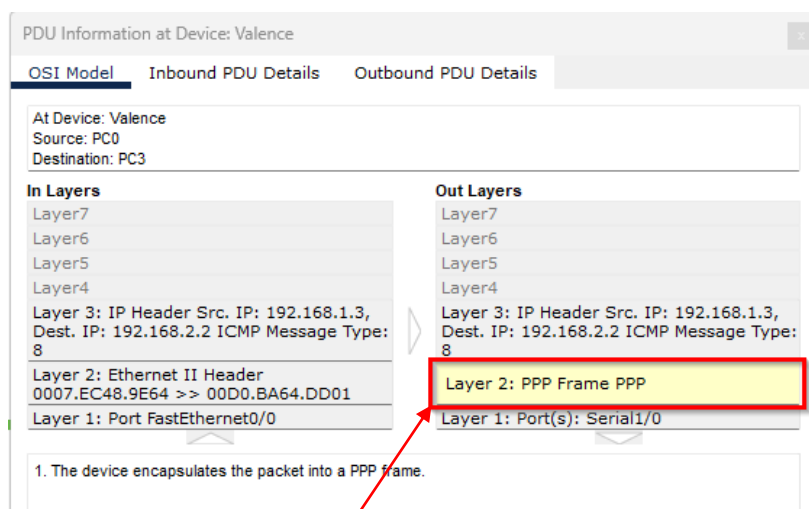 PDU Information at Device: Valence
x
OSI Model Inbound PDU Details Outbound PDU Details
At Device: Valence
Source: PC0
Destination: PC3
In Layers
Layer7
Layer6
Layer5
Layer4
Layer 3: IP Header Src. IP: 192.168.1.3,
Dest. IP: 192.168.2.2 ICMP Message Type:
8
Layer 2: Ethernet II Header
0007.EC48.9E64 >> 00D0.BA64.DD01
Layer 1: Port FastEthernet0/0
Out Layers
Layer7
Layer6
Layer5
Layer4
Layer 3: IP Header Src. IP: 192.168.1.3,
Dest. IP: 192.168.2.2 ICMP Message Type:
8
Layer 2: PPP Frame PPP
Layer 1: Port(s): Serial1/0
1. The device encapsulates the packet into a PPP frame.